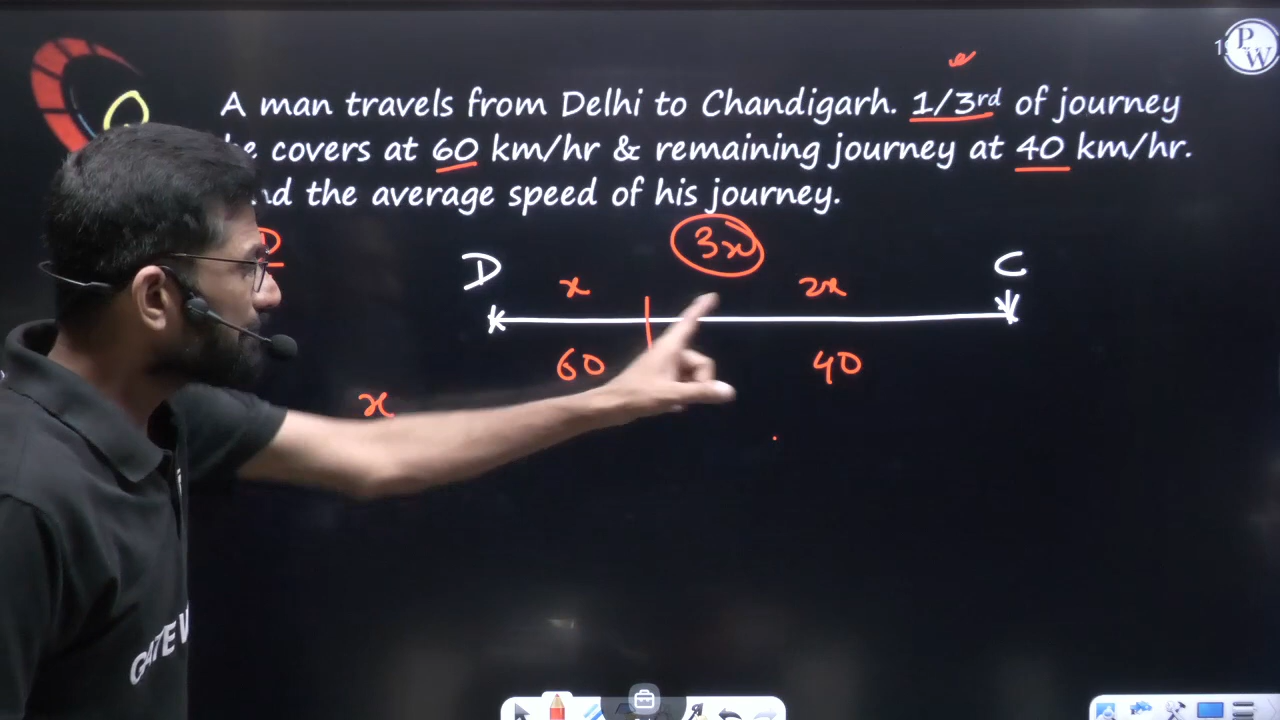 A man travels from Delhi to Chandigarh. 1/3rd of journey
covers at 60 km/hr & remaining journey at 40 km/hr.
the average speed of his journey.
3x
D x 2x C
60 40
x
PW